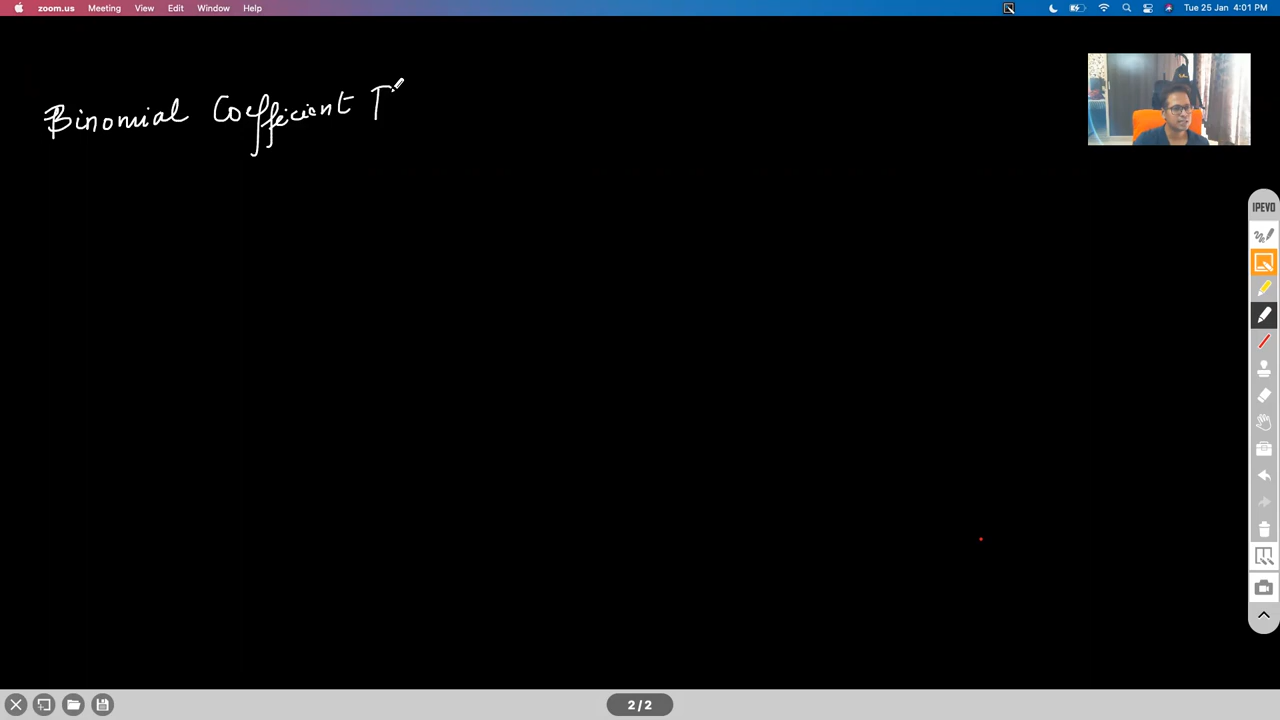 zoom.us Meeting View Edit Window Help Tue 25 Jan 4:01 PM
Binomial Coefficient T
IPEVO
2 / 2